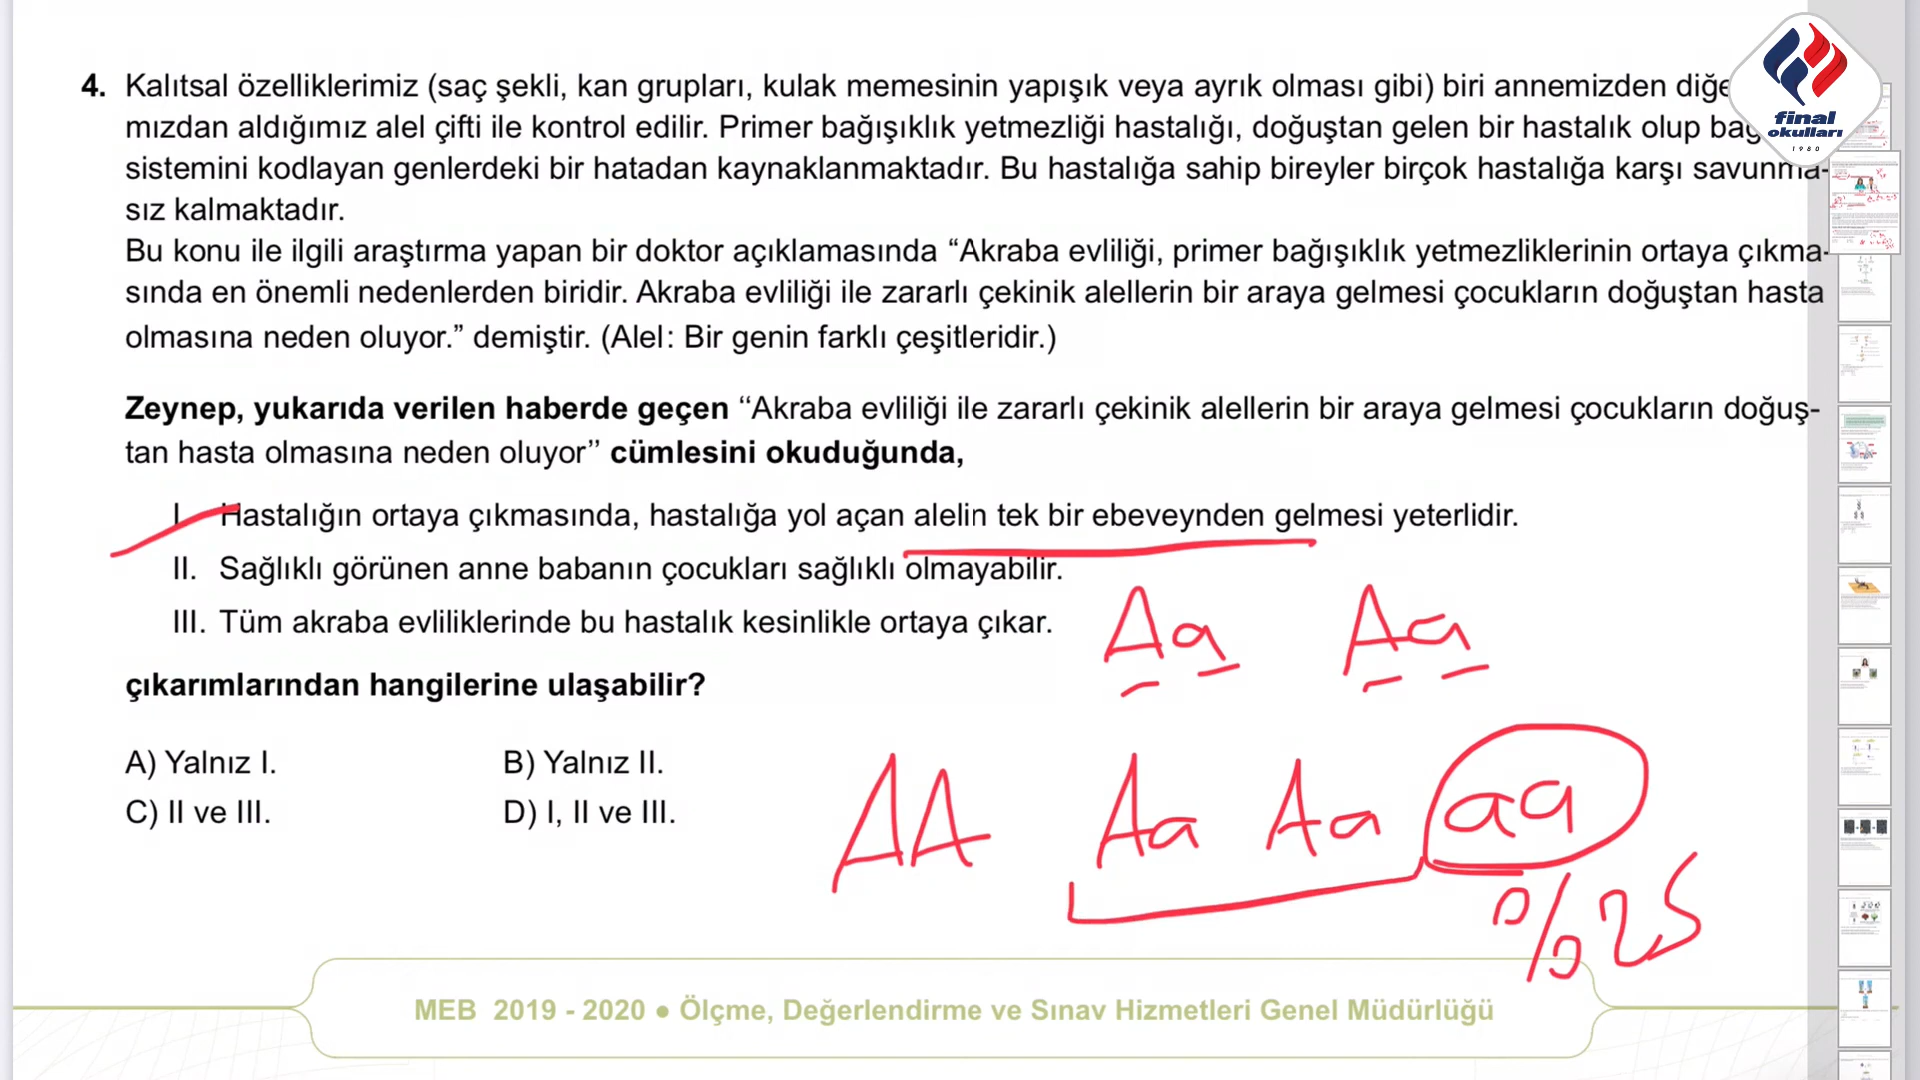 final
okulları
1980
4. Kalıtsal özelliklerimiz (saç şekli, kan grupları, kulak memesinin yapışık veya ayrık olması gibi) biri annemizden diğe
mızdan aldığımız alel çifti ile kontrol edilir. Primer bağışıklık yetmezliği hastalığı, doğuştan gelen bir hastalık olup bağ
sistemini kodlayan genlerdeki bir hatadan kaynaklanmaktadır. Bu hastalığa sahip bireyler birçok hastalığa karşı savunma-
sız kalmaktadır.
Bu konu ile ilgili araştırma yapan bir doktor açıklamasında “Akraba evliliği, primer bağışıklık yetmezliklerinin ortaya çıkma-
sında en önemli nedenlerden biridir. Akraba evliliği ile zararlı çekinik alellerin bir araya gelmesi çocukların doğuştan hasta
olmasına neden oluyor.” demiştir. (Alel: Bir genin farklı çeşitleridir.)
Zeynep, yukarıda verilen haberde geçen ‘‘Akraba evliliği ile zararlı çekinik alellerin bir araya gelmesi çocukların doğuş-
tan hasta olmasına neden oluyor’’ cümlesini okuduğunda,
I. Hastalığın ortaya çıkmasında, hastalığa yol açan alelin tek bir ebeveynden gelmesi yeterlidir.
II. Sağlıklı görünen anne babanın çocukları sağlıklı olmayabilir.
III. Tüm akraba evliliklerinde bu hastalık kesinlikle ortaya çıkar.
Aa Aa
çıkarımlarından hangilerine ulaşabilir?
A) Yalnız I. B) Yalnız II.
C) II ve III. D) I, II ve III.
AA Aa Aa aa
%25
MEB 2019 - 2020 ● Ölçme, Değerlendirme ve Sınav Hizmetleri Genel Müdürlüğü